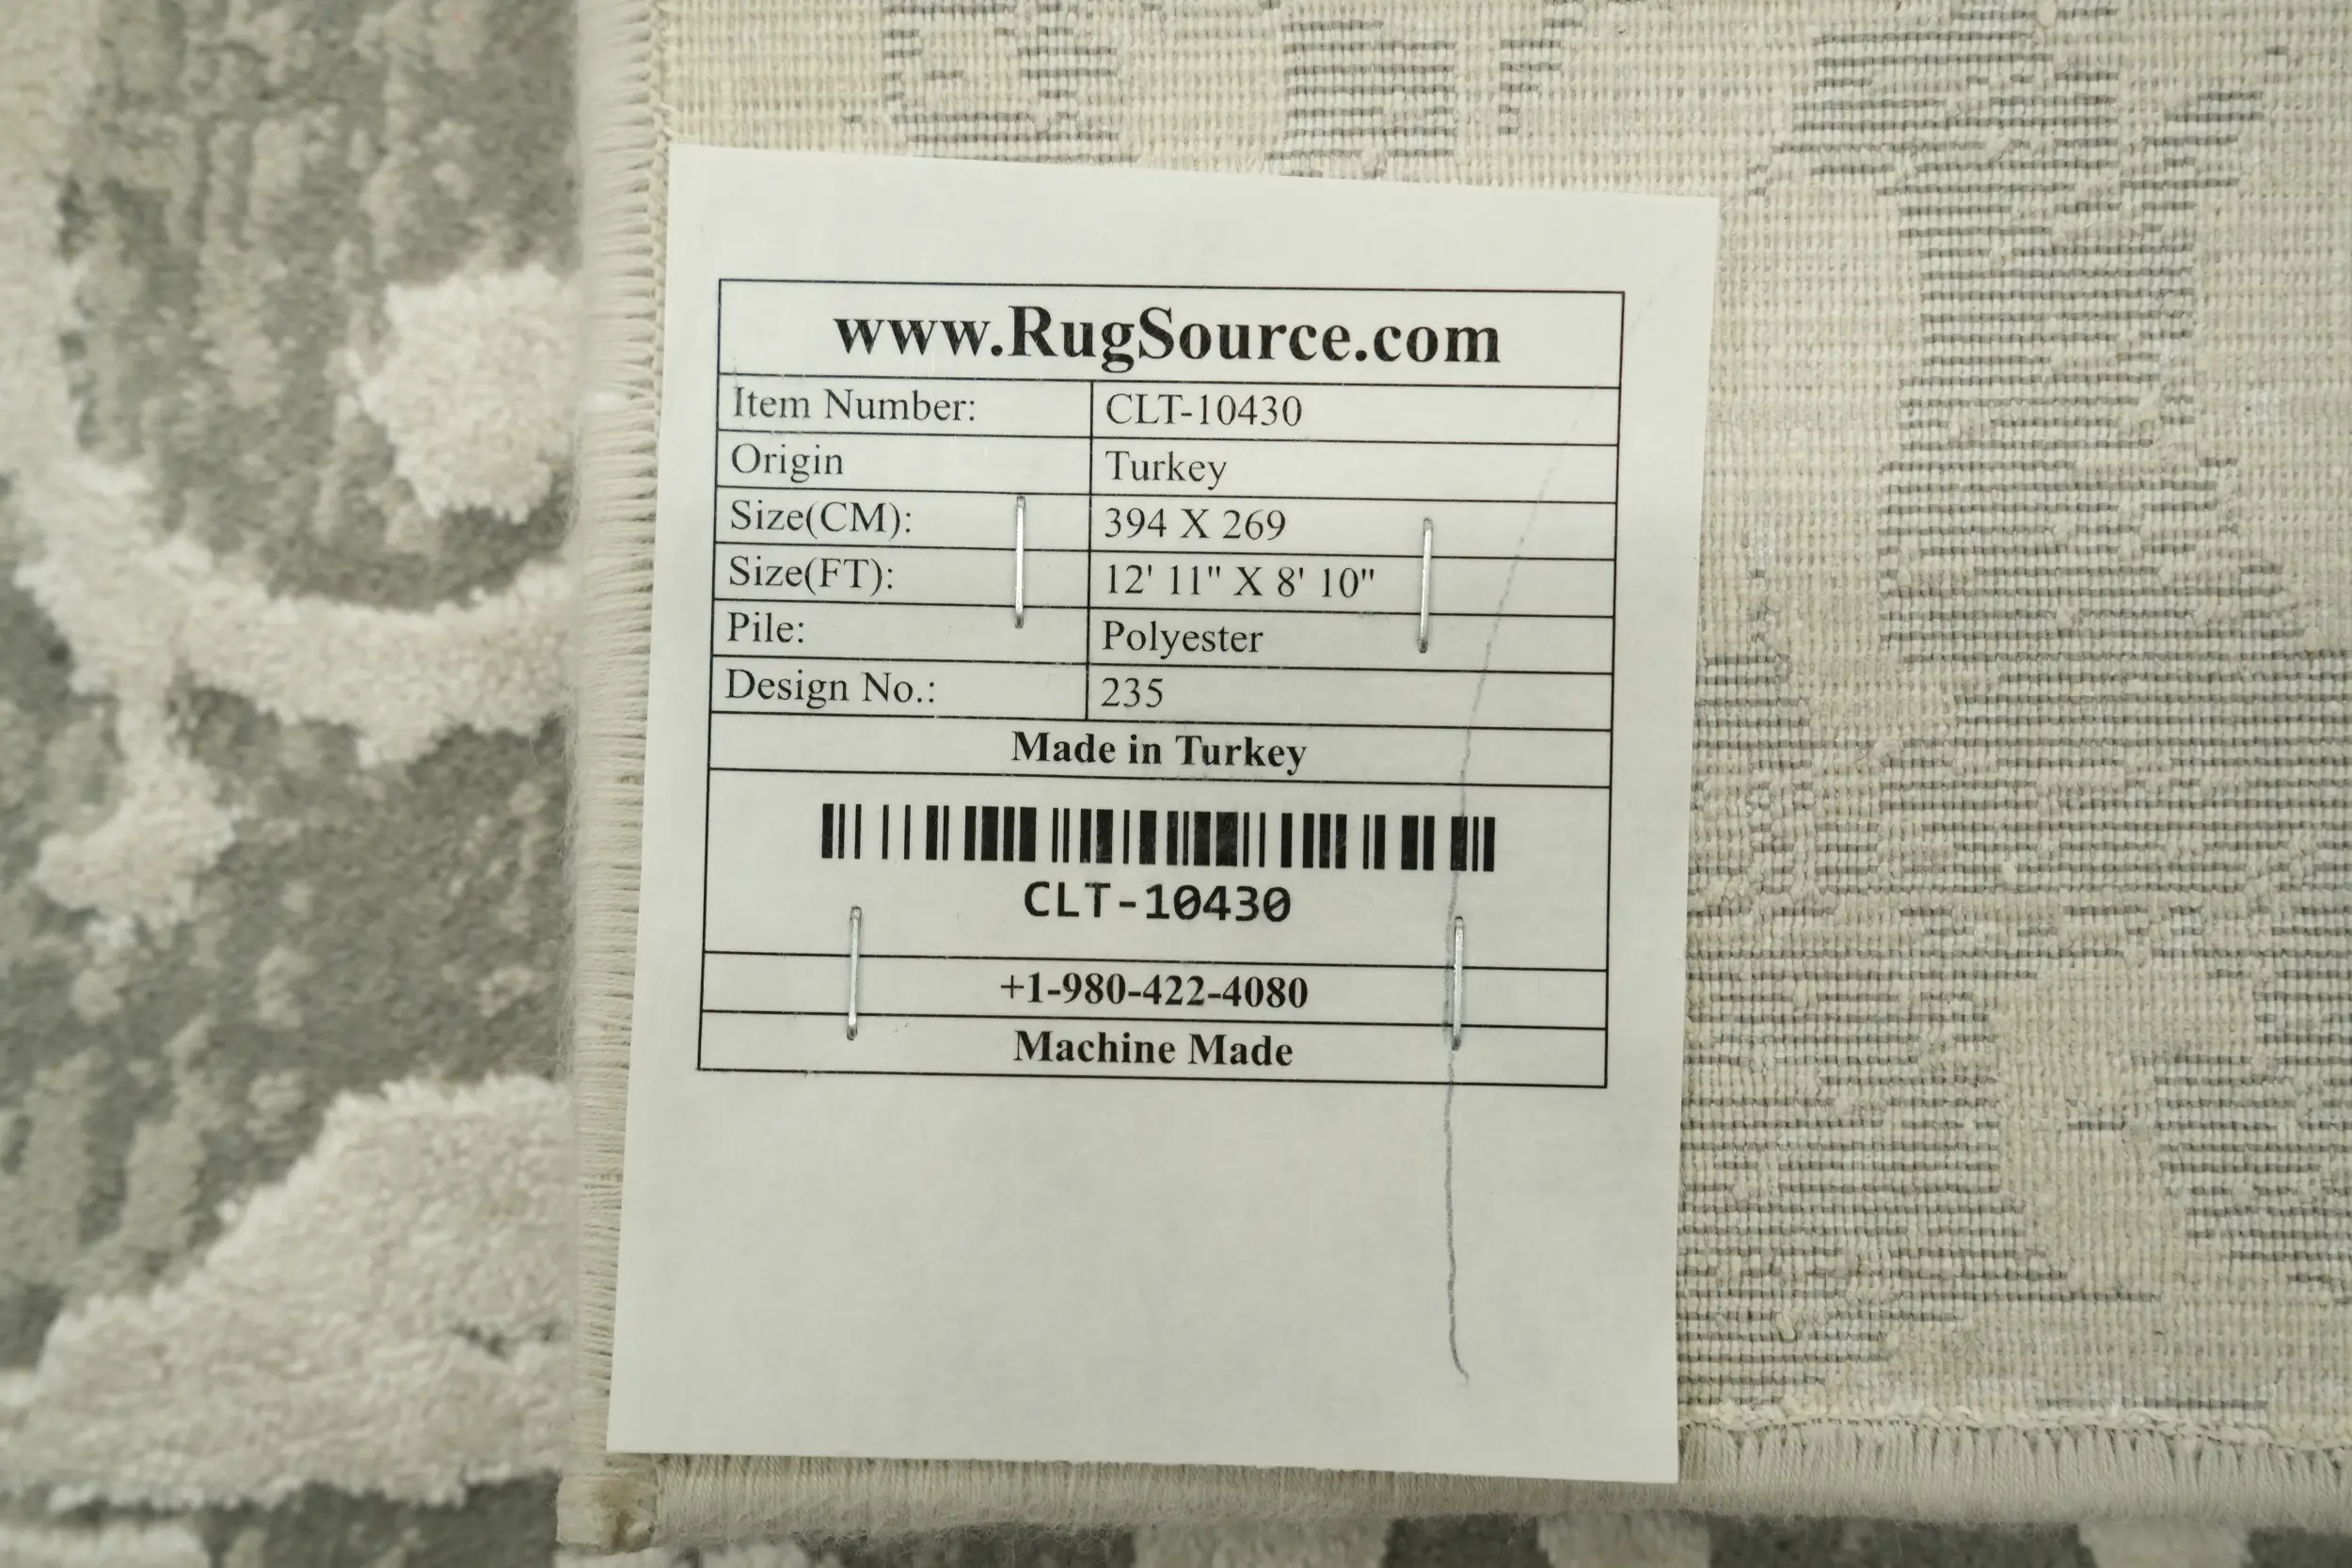 www.RugSource.com
Item Number: CLT-10430
Origin Turkey
Size(CM): 394 X 269
Size(FT): 12' 11" X 8' 10"
Pile: Polyester
Design No.: 235
Made in Turkey
CLT-10430
+1-980-422-4080
Machine Made